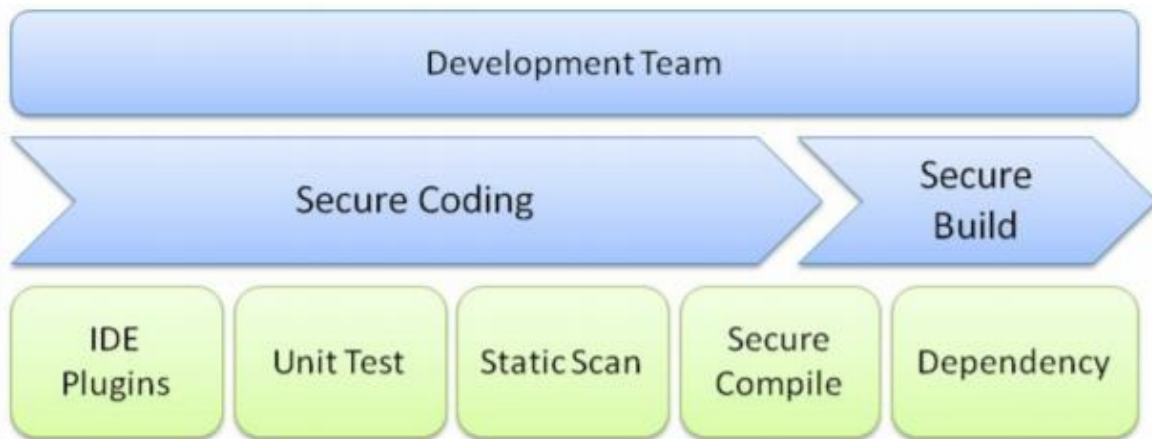 Development Team
Secure Coding
Secure
Build
IDE
Plugins
Unit Test
Static Scan
Secure
Compile
Dependency